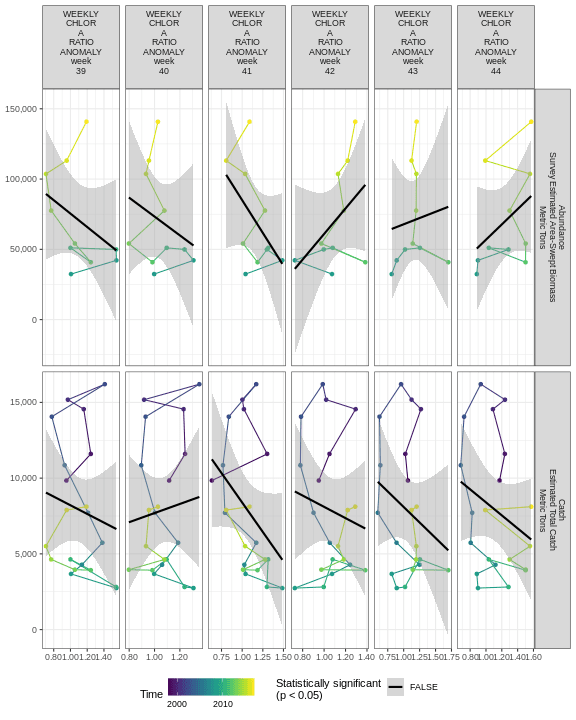 WEEKLY WEEKLY WEEKLY WEEKLY WEEKLY WEEKLY
CHLOR CHLOR CHLOR CHLOR CHLOR CHLOR
A A A A A A
RATIO RATIO RATIO RATIO RATIO RATIO
ANOMALY ANOMALY ANOMALY ANOMALY ANOMALY ANOMALY
week week week week week week
39 40 41 42 43 44
150,000
100,000
50,000
0
Abundance
Survey Estimated Area-Swept Biomass
Metric Tons
15,000
10,000
5,000
0
Catch
Estimated Total Catch
Metric Tons
0.80 1.00 1.20 1.40 0.80 1.00 1.20 0.75 1.00 1.25 1.50 0.80 1.00 1.20 1.40 0.75 1.00 1.25 1.50 1.75 0.80 1.00 1.20 1.40 1.60
Time
2000 2010
Statistically significant
(p < 0.05)
FALSE